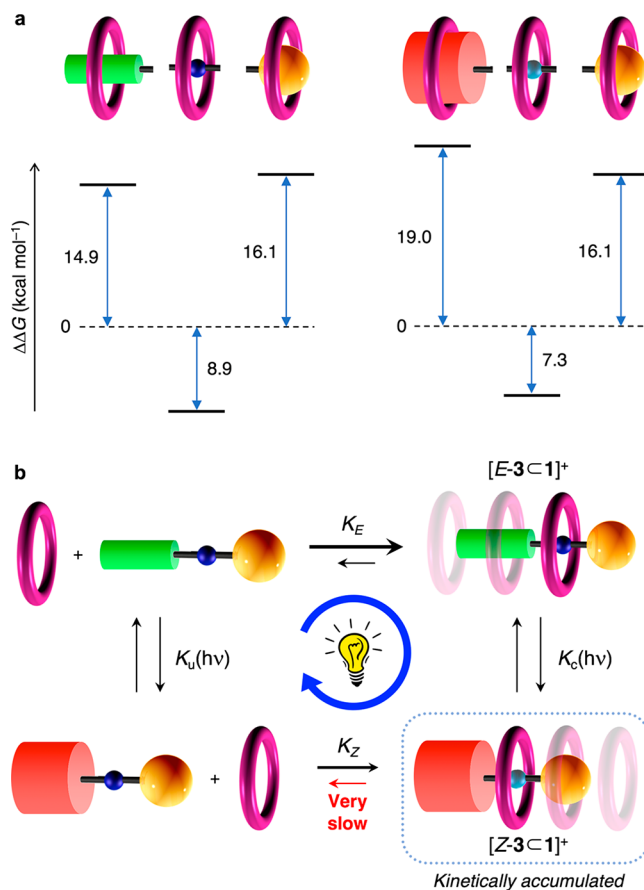 a
ΔΔG (kcal mol⁻¹)
14.9
16.1
0
8.9
19.0
16.1
0
7.3
b
[E-3⊂1]⁺
+
K_E
K_u(hν)
K_c(hν)
+
K_Z
Very
slow
[Z-3⊂1]⁺
Kinetically accumulated